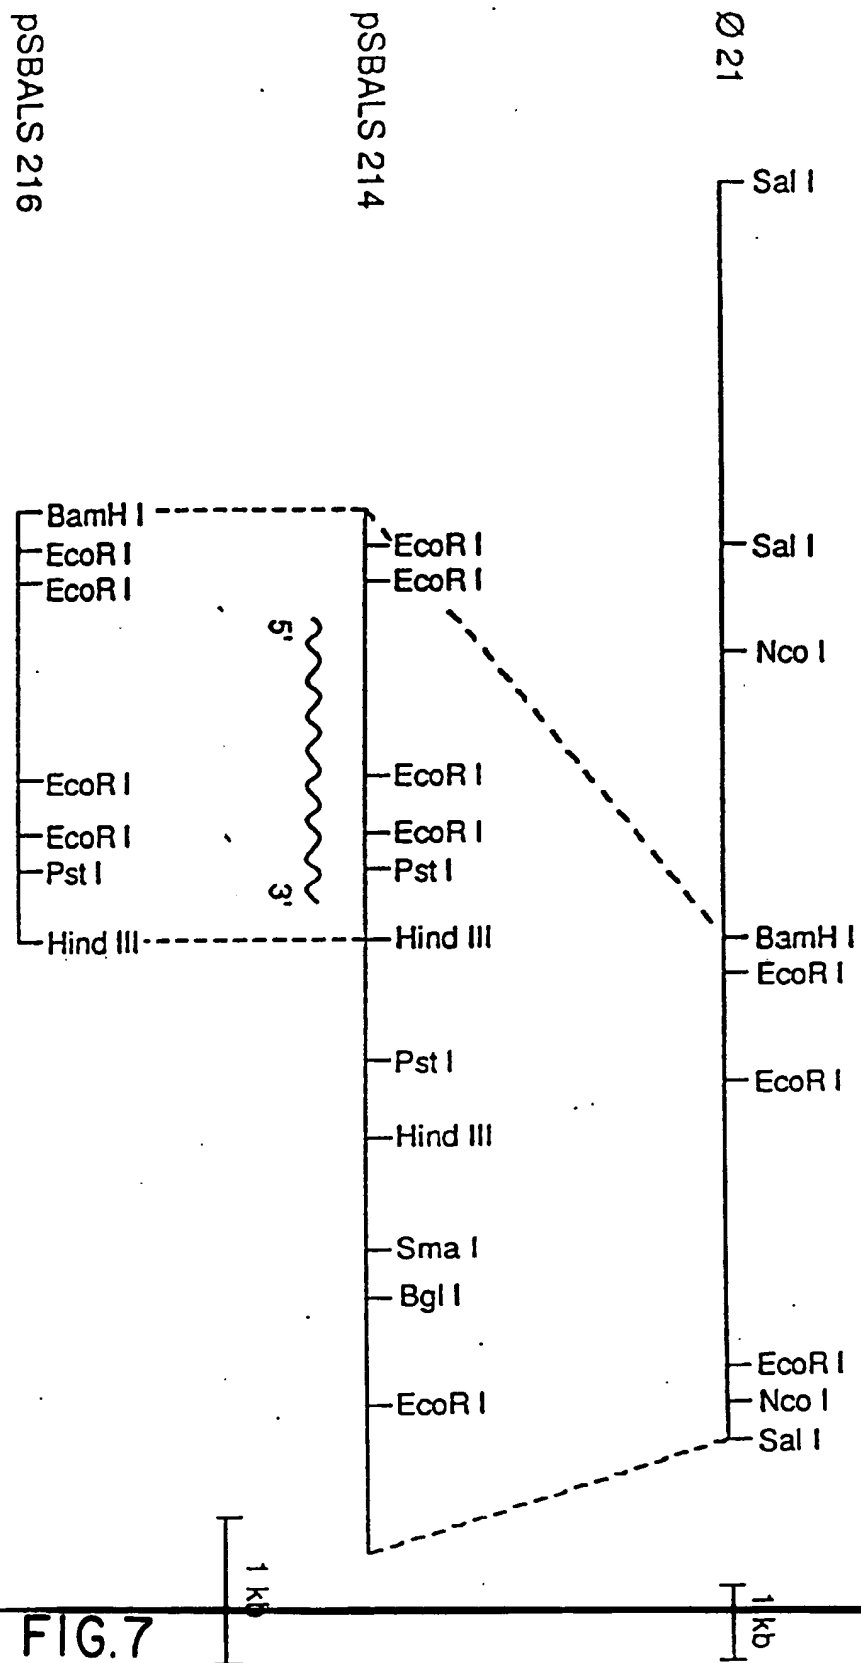 Ø 21
Sal I
Sal I
Nco I
BamH I
EcoR I
EcoR I
EcoR I
Nco I
Sal I
1 kb
pSBALS 214
EcoR I
EcoR I
EcoR I
EcoR I
Pst I
Hind III
Pst I
Hind III
Sma I
Bgl I
EcoR I
5'
3'
1 kb
pSBALS 216
BamH I
EcoR I
EcoR I
EcoR I
EcoR I
Pst I
Hind III
FIG.7